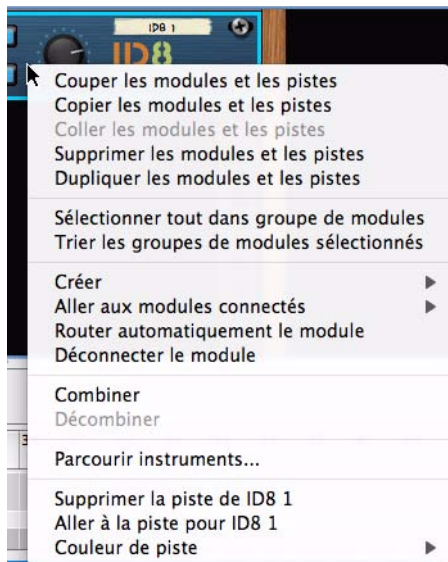 ID8 1
ID8
Couper les modules et les pistes
Copier les modules et les pistes
Coller les modules et les pistes
Supprimer les modules et les pistes
Dupliquer les modules et les pistes
Sélectionner tout dans groupe de modules
Trier les groupes de modules sélectionnés
Créer
Aller aux modules connectés
Router automatiquement le module
Déconnecter le module
Combiner
Décombiner
3
Parcourir instruments...
Supprimer la piste de ID8 1
Aller à la piste pour ID8 1
Couleur de piste